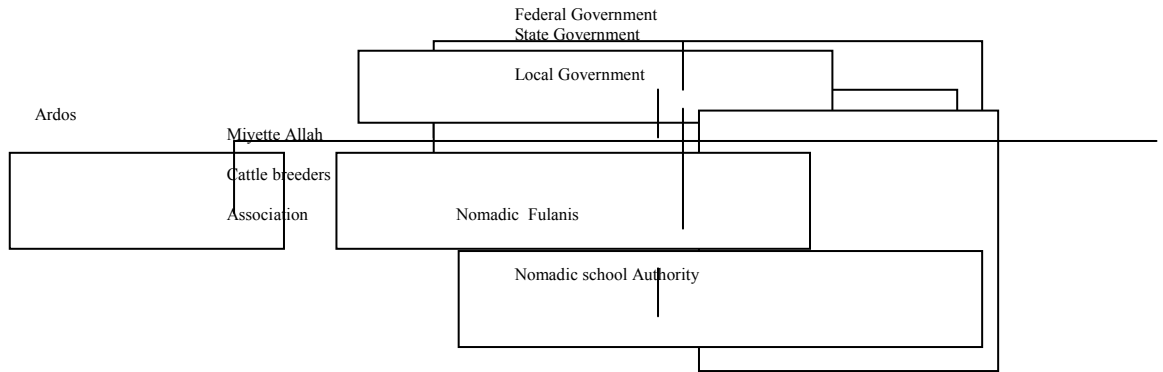 Federal Government
State Government
Local Government
Ardos
Miyette Allah
Cattle breeders
Association
Nomadic Fulanis
Nomadic school Authority